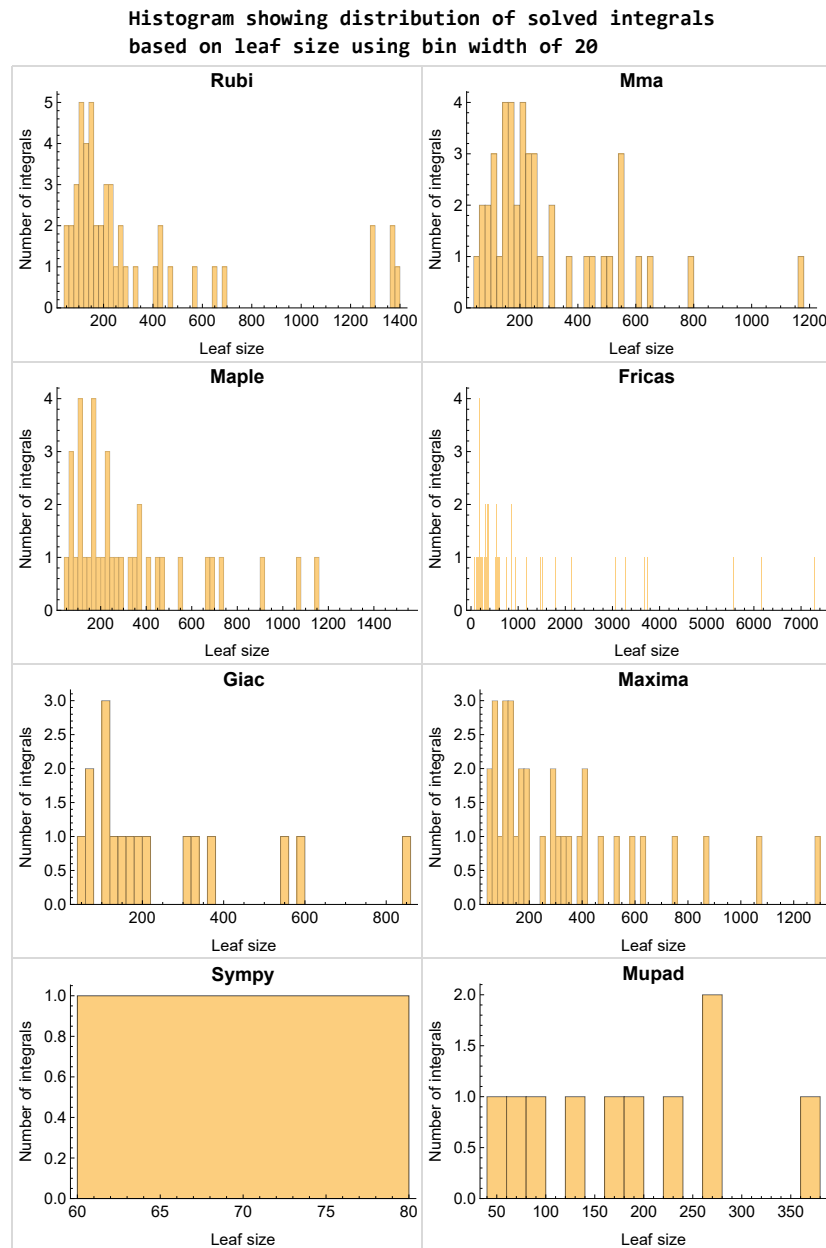 Histogram showing distribution of solved integrals
based on leaf size using bin width of 20
Rubi
Number of integrals
0 1 2 3 4 5
200 400 600 800 1000 1200 1400
Leaf size
Mma
Number of integrals
0 1 2 3 4
200 400 600 800 1000 1200
Leaf size
Maple
Number of integrals
0 1 2 3 4
200 400 600 800 1000 1200 1400
Leaf size
Fricas
Number of integrals
0 1 2 3 4
0 1000 2000 3000 4000 5000 6000 7000
Leaf size
Giac
Number of integrals
0.0 0.5 1.0 1.5 2.0 2.5 3.0
200 400 600 800
Leaf size
Maxima
Number of integrals
0.0 0.5 1.0 1.5 2.0 2.5 3.0
200 400 600 800 1000 1200
Leaf size
Sympy
Number of integrals
0.0 0.2 0.4 0.6 0.8 1.0
60 65 70 75 80
Leaf size
Mupad
Number of integrals
0.0 0.5 1.0 1.5 2.0
50 100 150 200 250 300 350
Leaf size